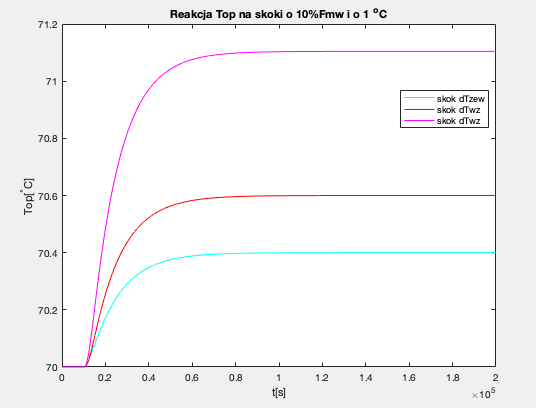 Reakcja Top na skoki o 10%Fmw i o 1 °C
71.2
71
70.8
70.6
70.4
70.2
70
Top[°C]
skok dTzew
skok dTwz
skok dTwz
0 0.2 0.4 0.6 0.8 1 1.2 1.4 1.6 1.8 2
t[s]
×10⁵